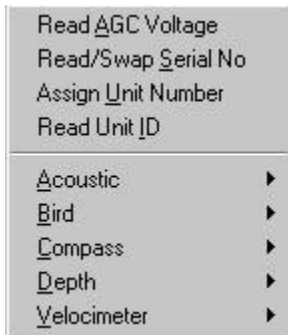 Read AGC Voltage
Read/Swap Serial No
Assign Unit Number
Read Unit ID
Acoustic
Bird
Compass
Depth
Velocimeter